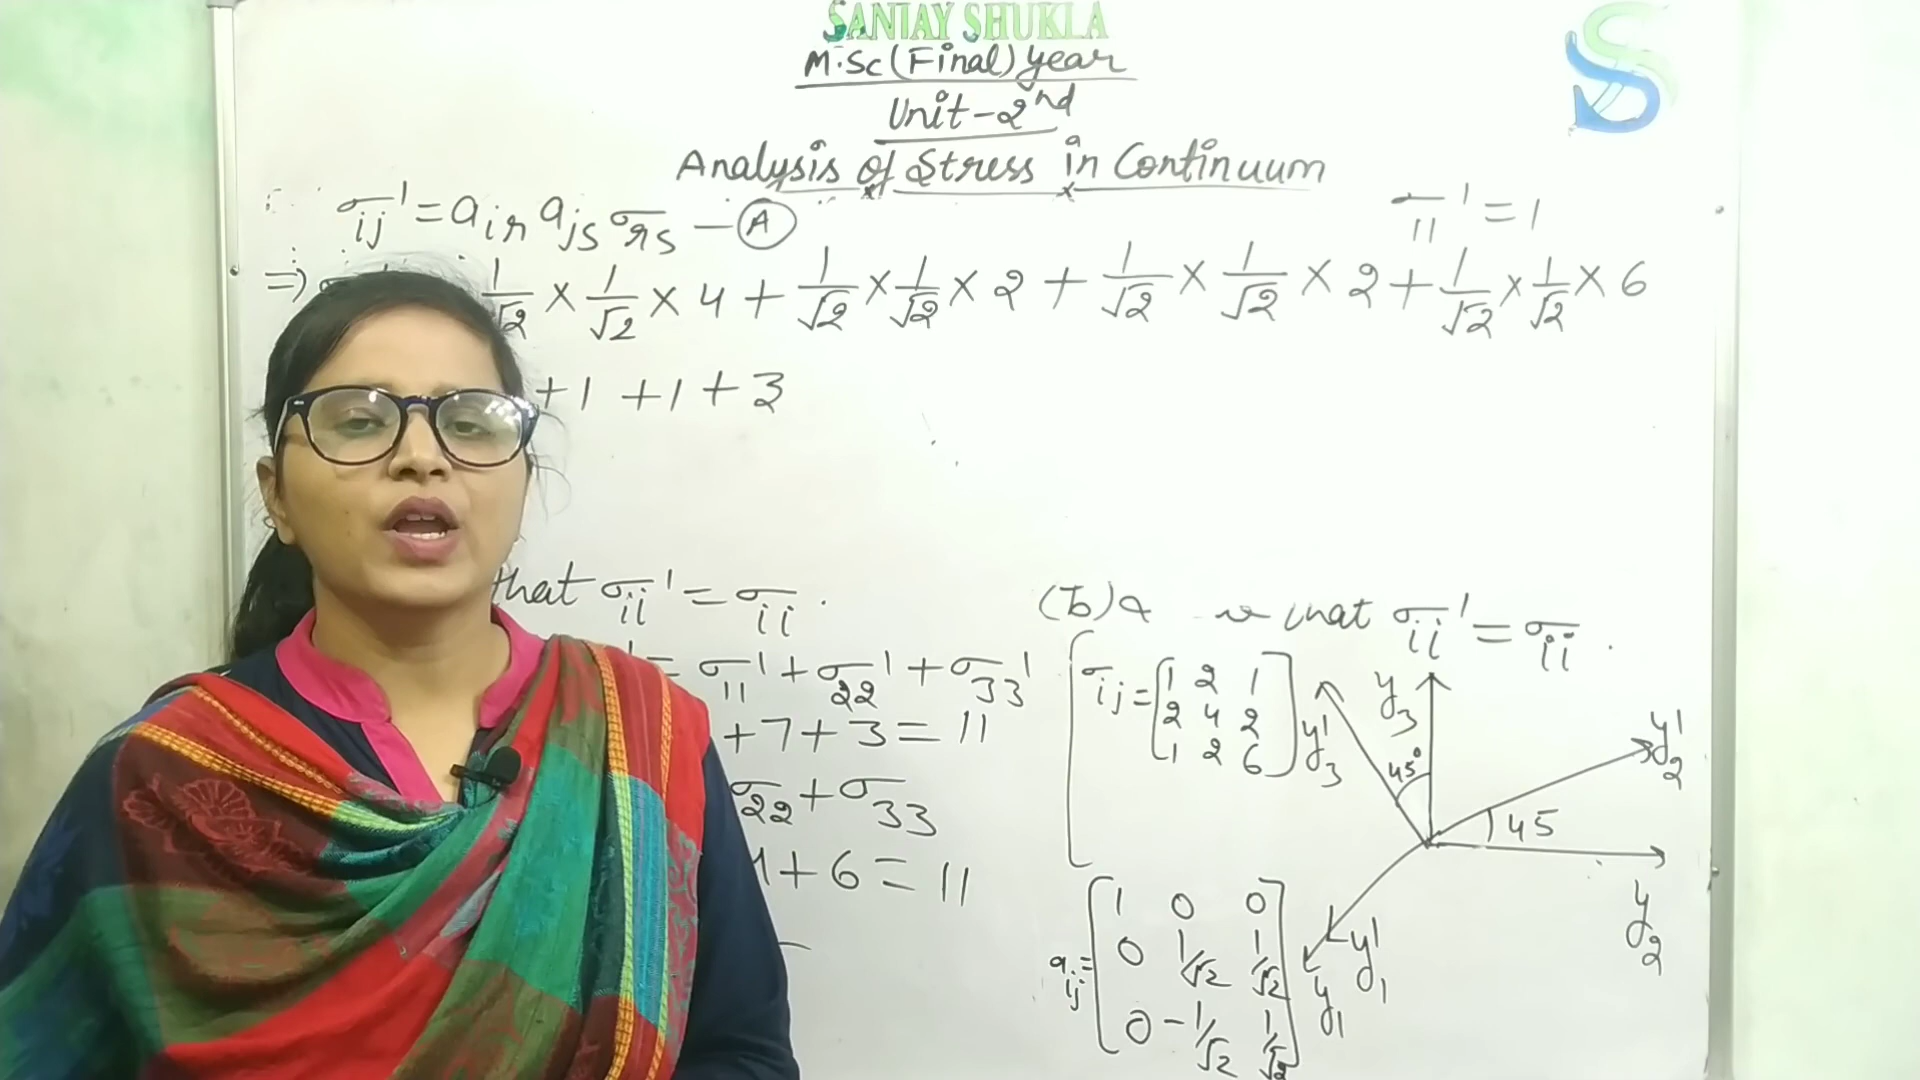 SANJAY SHUKLA
M.Sc (Final) Year
Unit-2nd
Analysis of Stress in Continuum
σij' = air ajs σrs — (A)
σ11' = 1
=> 1/√2 × 1/√2 × 4 + 1/√2 × 1/√2 × 2 + 1/√2 × 1/√2 × 2 + 1/√2 × 1/√2 × 6
+1 +1 +3
that σii' = σii .
= σ11' + σ22' + σ33'
+ 7 + 3 = 11
σ22 + σ33
+ 6 = 11
(b) σii' = σii .
σij = [1 2 1
2 4 2
1 2 6]
y3'
y3
45°
y2'
45
y2
y1'
y1
aij = [1 0 0
0 1/√2 1/√2
0 -1/√2 1/√2]